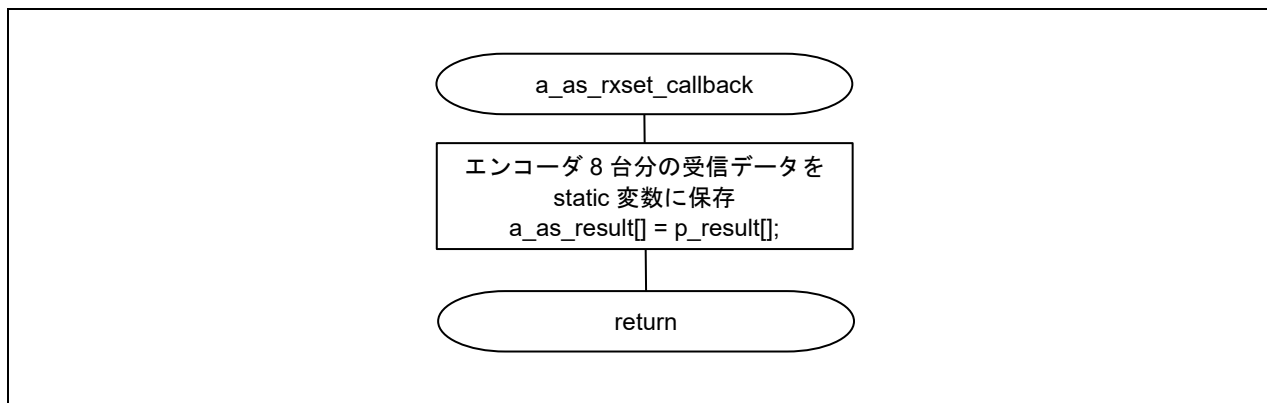 a_as_rxset_callback
エンコーダ 8 台分の受信データを
static 変数に保存
a_as_result[] = p_result[];
return